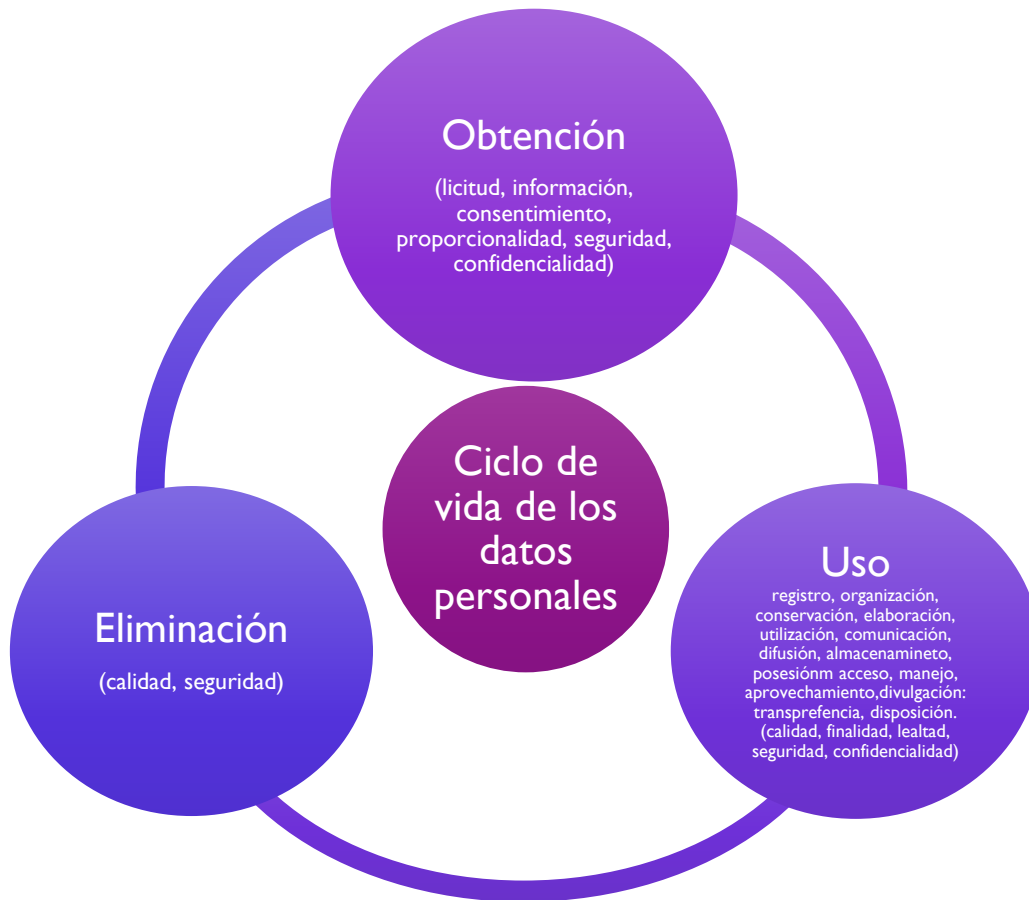 Obtención
(licitud, información,
consentimiento,
proporcionalidad, seguridad,
confidencialidad)
Ciclo de
vida de los
datos
personales
Uso
registro, organización,
conservación, elaboración,
utilización, comunicación,
difusión, almacenamineto,
posesiónm acceso, manejo,
aprovechamiento,divulgación:
transprefencia, disposición.
(calidad, finalidad, lealtad,
seguridad, confidencialidad)
Eliminación
(calidad, seguridad)